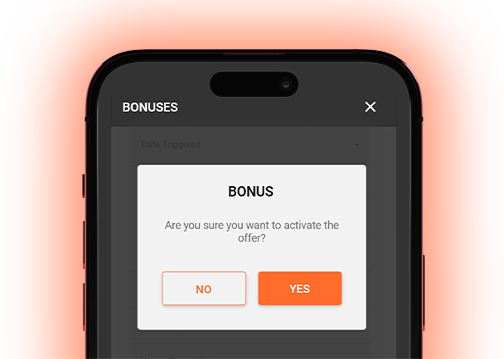 BONUSES
Date Triggered
BONUS
Are you sure you want to activate the
offer?
NO
YES